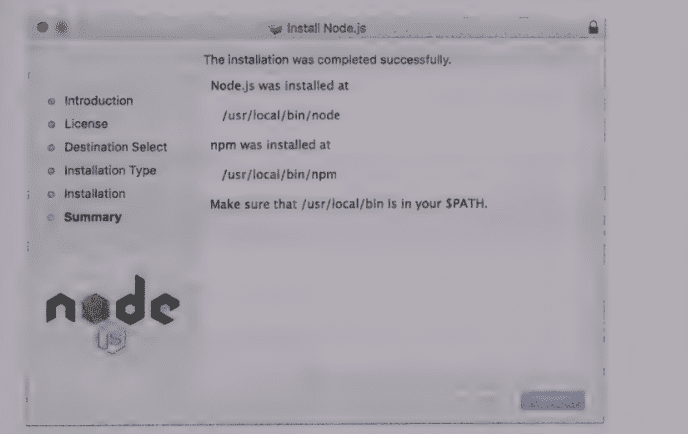 Install Node.js
The installation was completed successfully.
Introduction
License
Destination Select
Installation Type
Installation
Summary
Node.js was installed at
/usr/local/bin/node
npm was installed at
/usr/local/bin/npm
Make sure that /usr/local/bin is in your $PATH.
node
JS